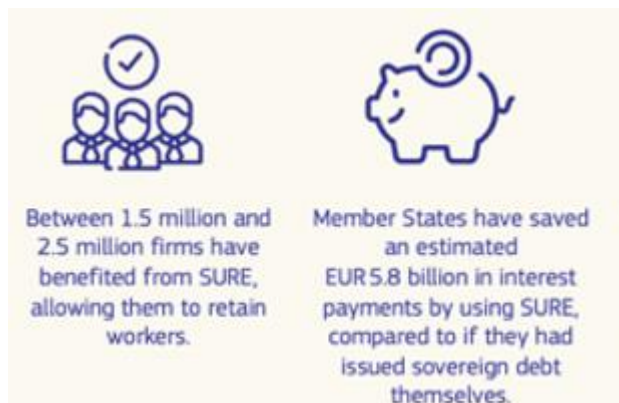 Between 1.5 million and
2.5 million firms have
benefited from SURE,
allowing them to retain
workers.
Member States have saved
an estimated
EUR 5.8 billion in interest
payments by using SURE,
compared to if they had
issued sovereign debt
themselves.